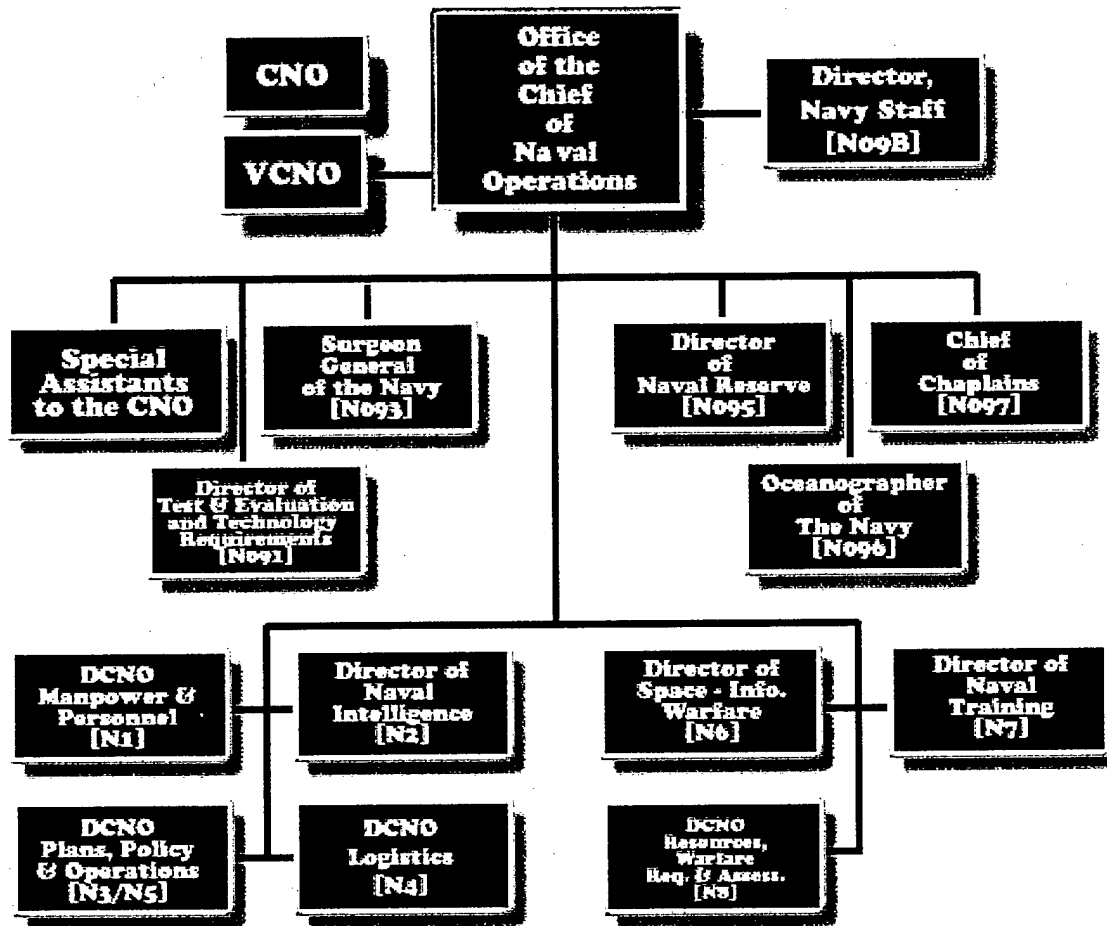 CNO
VCNO
Office
of the
Chief
of
Naval
Operations
Director,
Navy Staff
[N09B]
Special
Assistants
to the CNO
Surgeon
General
of the Navy
[N093]
Director
of
Naval Reserve
[N095]
Chief
of
Chaplains
[N097]
Director of
Test & Evaluation
and Technology
Requirements
[N091]
Oceanographer
of
The Navy
[N096]
DCNO
Manpower &
Personnel
[N1]
Director of
Naval
Intelligence
[N2]
Director of
Space - Info.
Warfare
[N6]
Director of
Naval
Training
[N7]
DCNO
Plans, Policy
& Operations
[N3/N5]
DCNO
Logistics
[N4]
DCNO
Resources,
Warfare
Req. & Assess.
[N8]